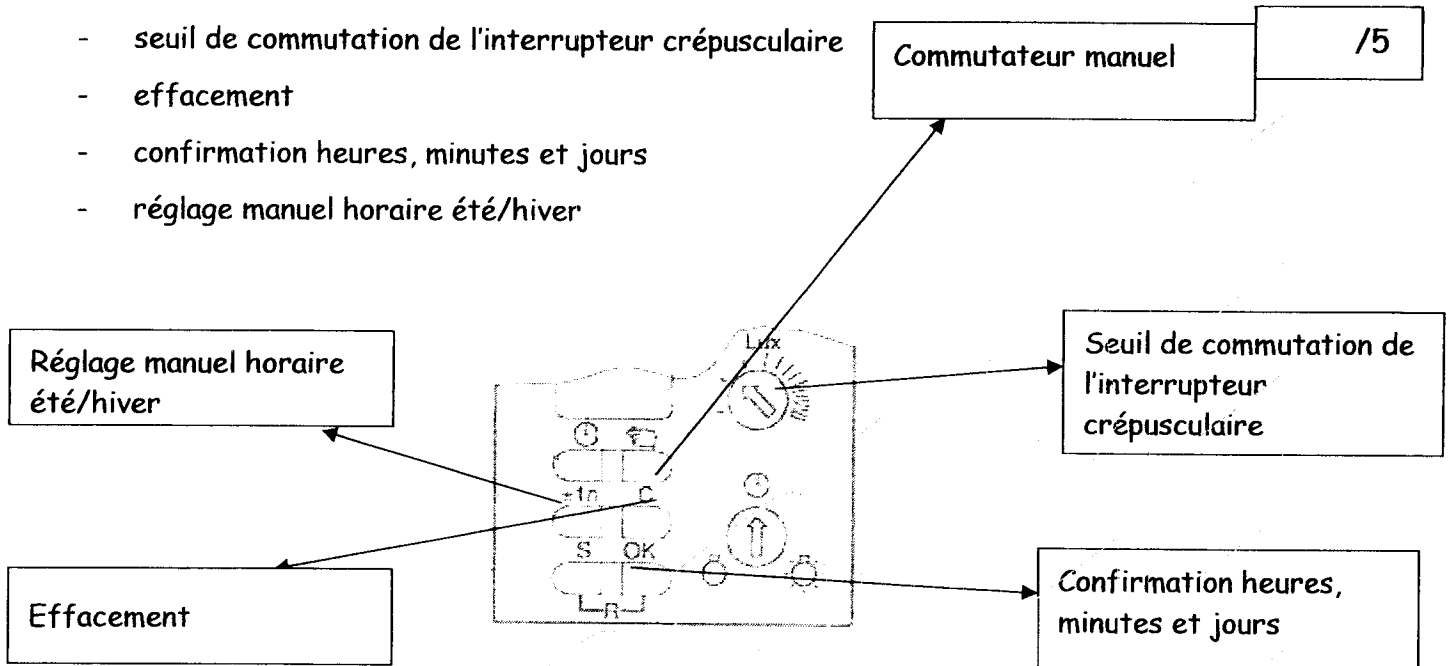 - seuil de commutation de l'interrupteur crépusculaire
- effacement
- confirmation heures, minutes et jours
- réglage manuel horaire été/hiver
Commutateur manuel
/5
Réglage manuel horaire
été/hiver
Lux
Seuil de commutation de
l'interrupteur
crépusculaire
±1h C
S OK
R
Effacement
Confirmation heures,
minutes et jours